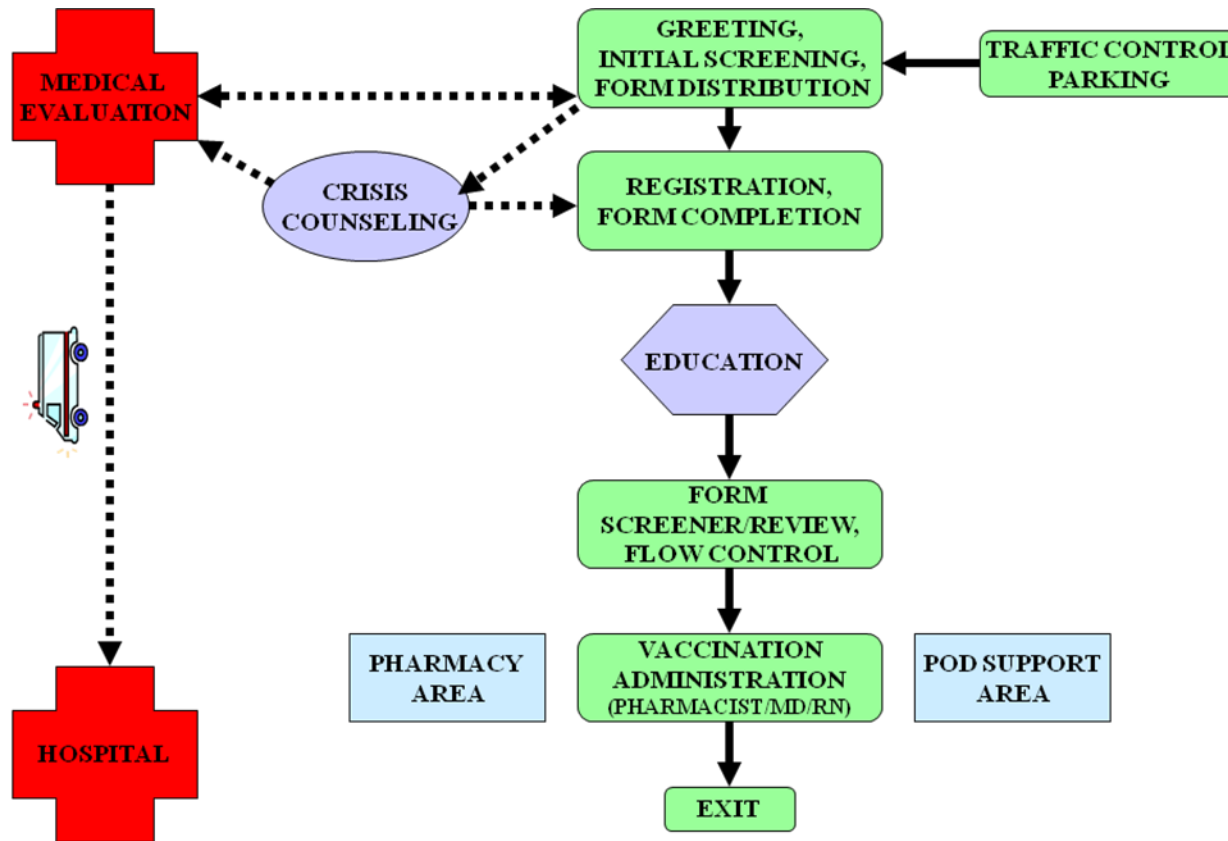 GREETING,
INITIAL SCREENING,
FORM DISTRIBUTION
TRAFFIC CONTROL
PARKING
MEDICAL
EVALUATION
CRISIS
COUNSELING
REGISTRATION,
FORM COMPLETION
EDUCATION
FORM
SCREENER/REVIEW,
FLOW CONTROL
PHARMACY
AREA
VACCINATION
ADMINISTRATION
(PHARMACIST/MD/RN)
POD SUPPORT
AREA
HOSPITAL
EXIT